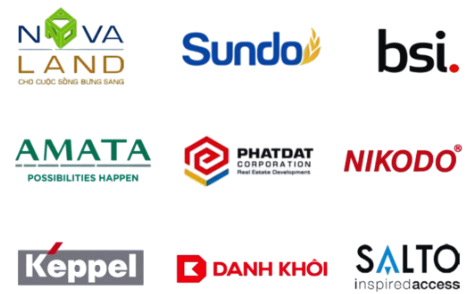 NOVA
LAND
CHO CUỘC SỐNG BỪNG SÁNG
Sundo
bsi.
AMATA
POSSIBILITIES HAPPEN
PHATDAT
CORPORATION
Real Estate Development
NIKODO®
Keppel
DANH KHÔI
SALTO
inspiredaccess